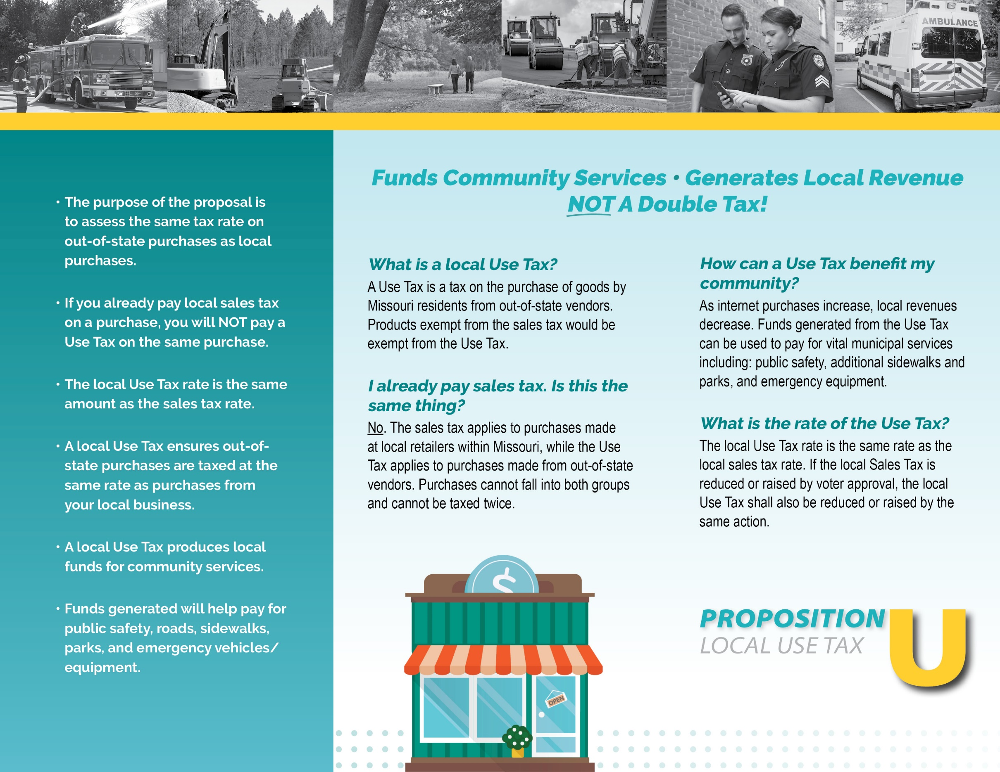 AMBULANCE
• The purpose of the proposal is
to assess the same tax rate on
out-of-state purchases as local
purchases.
• If you already pay local sales tax
on a purchase, you will NOT pay a
Use Tax on the same purchase.
• The local Use Tax rate is the same
amount as the sales tax rate.
• A local Use Tax ensures out-of-
state purchases are taxed at the
same rate as purchases from
your local business.
• A local Use Tax produces local
funds for community services.
• Funds generated will help pay for
public safety, roads, sidewalks,
parks, and emergency vehicles/
equipment.
Funds Community Services • Generates Local Revenue
NOT A Double Tax!
What is a local Use Tax?
A Use Tax is a tax on the purchase of goods by
Missouri residents from out-of-state vendors.
Products exempt from the sales tax would be
exempt from the Use Tax.
I already pay sales tax. Is this the
same thing?
No. The sales tax applies to purchases made
at local retailers within Missouri, while the Use
Tax applies to purchases made from out-of-state
vendors. Purchases cannot fall into both groups
and cannot be taxed twice.
How can a Use Tax benefit my
community?
As internet purchases increase, local revenues
decrease. Funds generated from the Use Tax
can be used to pay for vital municipal services
including: public safety, additional sidewalks and
parks, and emergency equipment.
What is the rate of the Use Tax?
The local Use Tax rate is the same rate as the
local sales tax rate. If the local Sales Tax is
reduced or raised by voter approval, the local
Use Tax shall also be reduced or raised by the
same action.
$
OPEN
PROPOSITION U
LOCAL USE TAX